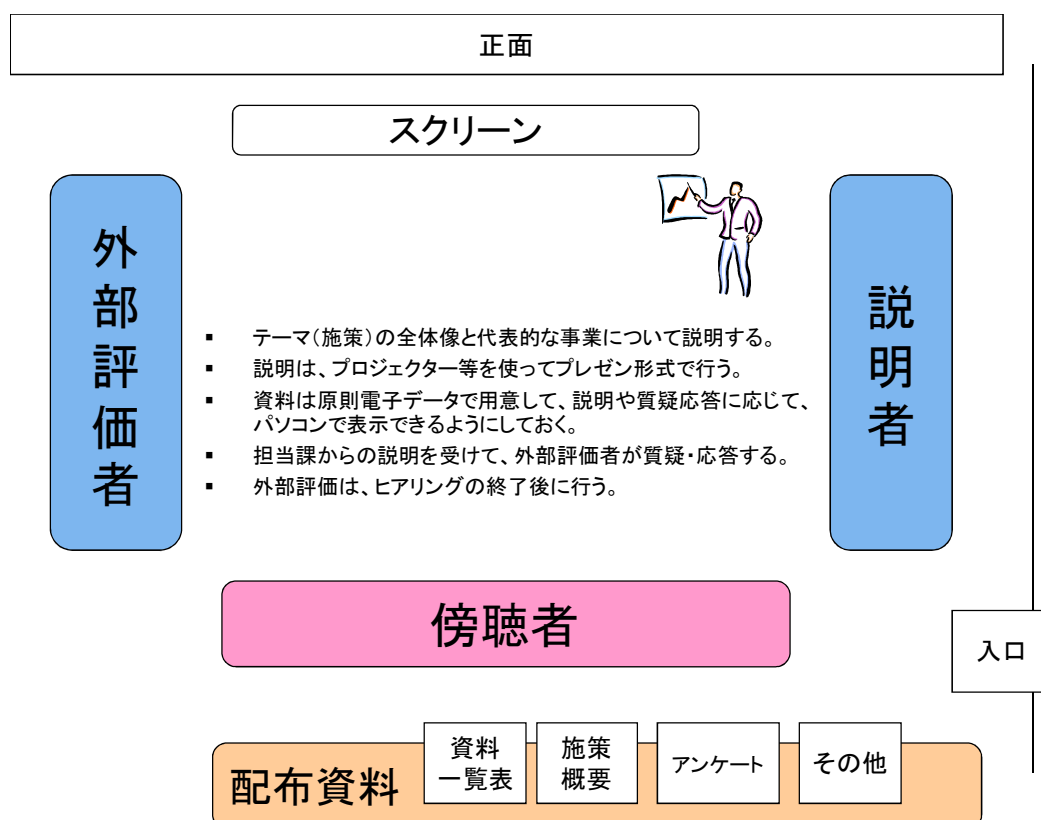 正面
スクリーン
外部評価者
説明者
▪ テーマ（施策）の全体像と代表的な事業について説明する。
▪ 説明は、プロジェクター等を使ってプレゼン形式で行う。
▪ 資料は原則電子データで用意して、説明や質疑応答に応じて、
パソコンで表示できるようにしておく。
▪ 担当課からの説明を受けて、外部評価者が質疑・応答する。
▪ 外部評価は、ヒアリングの終了後に行う。
傍聴者
入口
配布資料
資料
一覧表
施策
概要
アンケート
その他